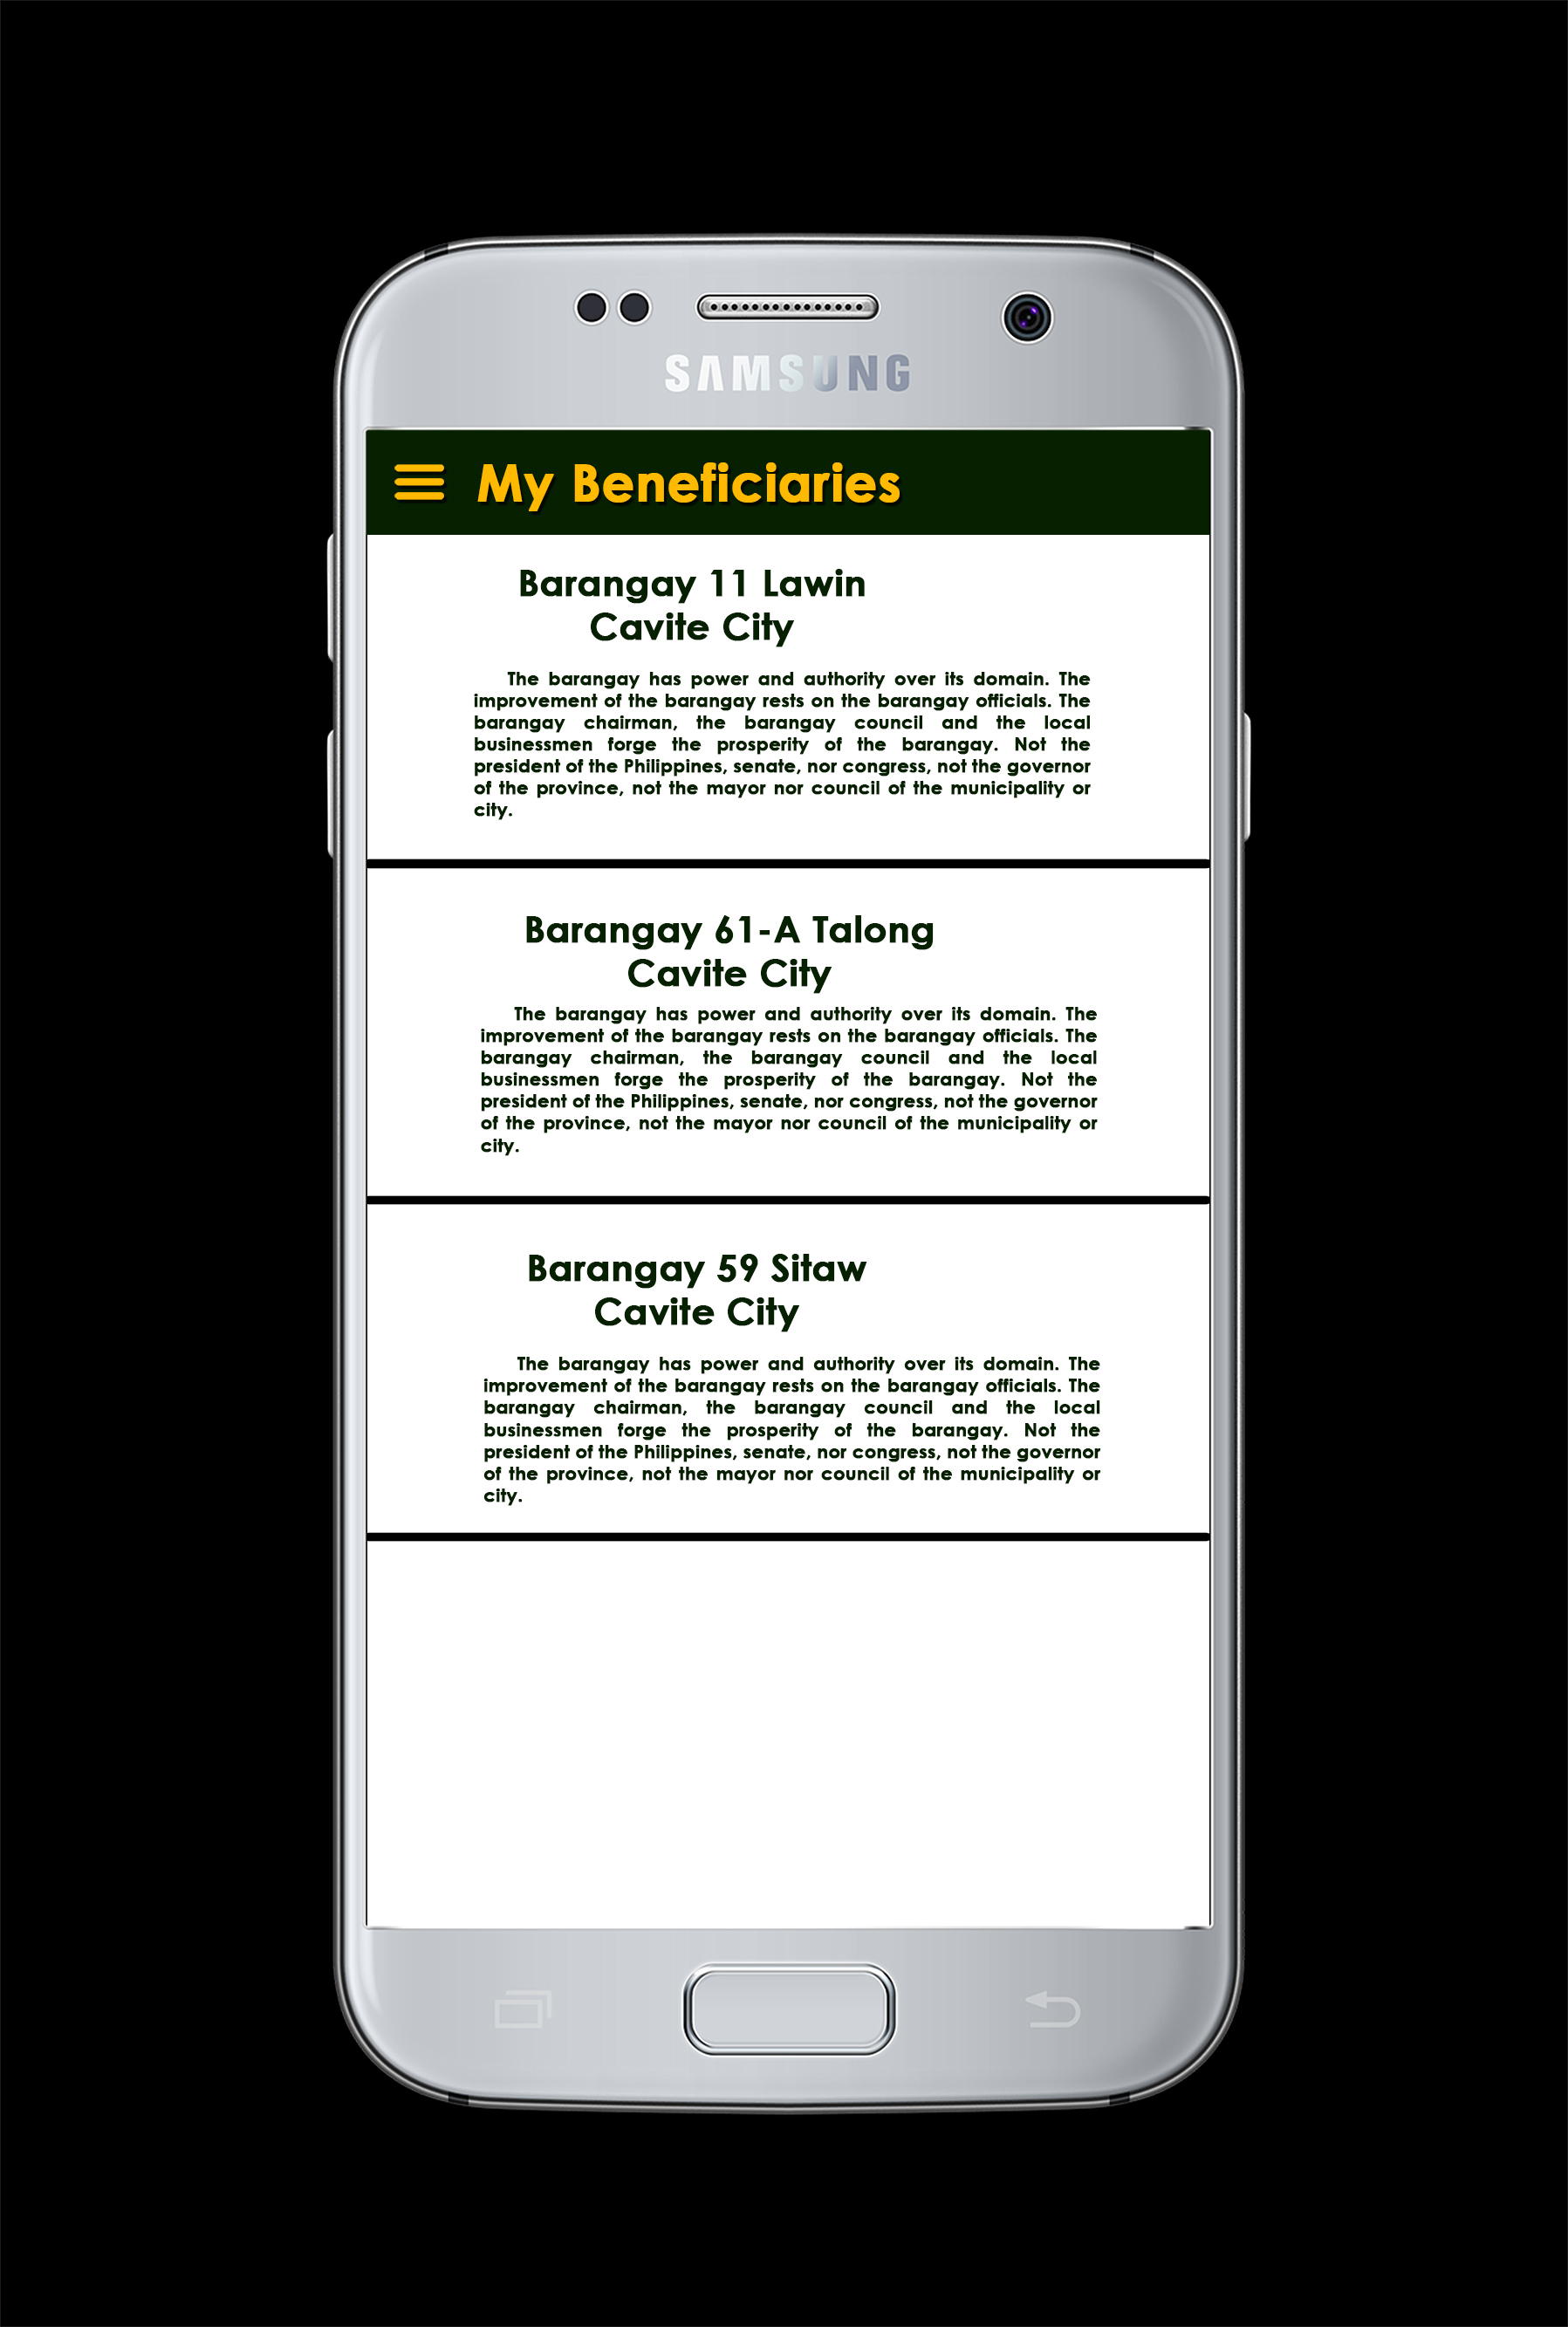 SAMSUNG
My Beneficiaries
Barangay 11 Lawin
Cavite City
The barangay has power and authority over its domain. The
improvement of the barangay rests on the barangay officials. The
barangay chairman, the barangay council and the local
businessmen forge the prosperity of the barangay. Not the
president of the Philippines, senate, nor congress, not the governor
of the province, not the mayor nor council of the municipality or
city.
Barangay 61-A Talong
Cavite City
The barangay has power and authority over its domain. The
improvement of the barangay rests on the barangay officials. The
barangay chairman, the barangay council and the local
businessmen forge the prosperity of the barangay. Not the
president of the Philippines, senate, nor congress, not the governor
of the province, not the mayor nor council of the municipality or
city.
Barangay 59 Sitaw
Cavite City
The barangay has power and authority over its domain. The
improvement of the barangay rests on the barangay officials. The
barangay chairman, the barangay council and the local
businessmen forge the prosperity of the barangay. Not the
president of the Philippines, senate, nor congress, not the governor
of the province, not the mayor nor council of the municipality or
city.